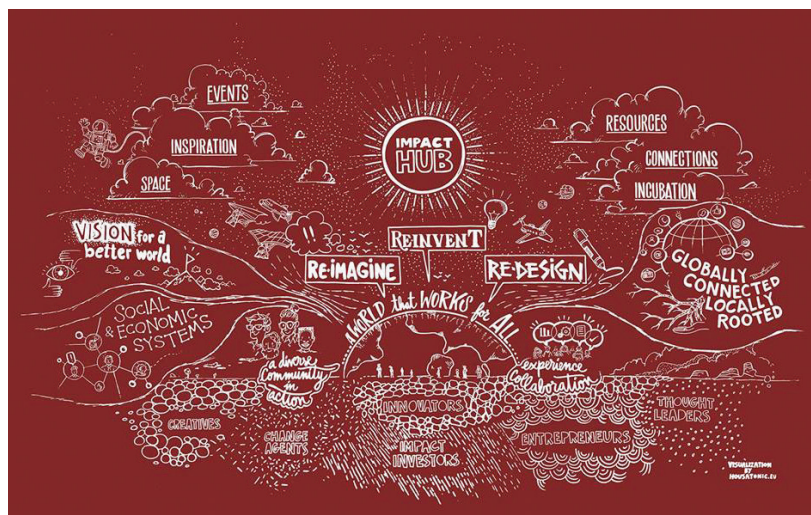 EVENTS
INSPIRATION
SPACE
IMPACT
HUB
RESOURCES
CONNECTIONS
INCUBATION
VISION for a
better world
RE-IMAGINE
REINVENT
RE-DESIGN
A WORLD that WORKS for ALL
GLOBALLY
CONNECTED
LOCALLY
ROOTED
SOCIAL
& ECONOMIC
SYSTEMS
a diverse
Community
in
action
experience
Collaboration
CREATIVES
CHANGE
AGENTS
INNOVATORS
IMPACT
INVESTORS
ENTREPRENEURS
THOUGHT
LEADERS
VISUALIZATION
BY
HOUSATONIC.EU